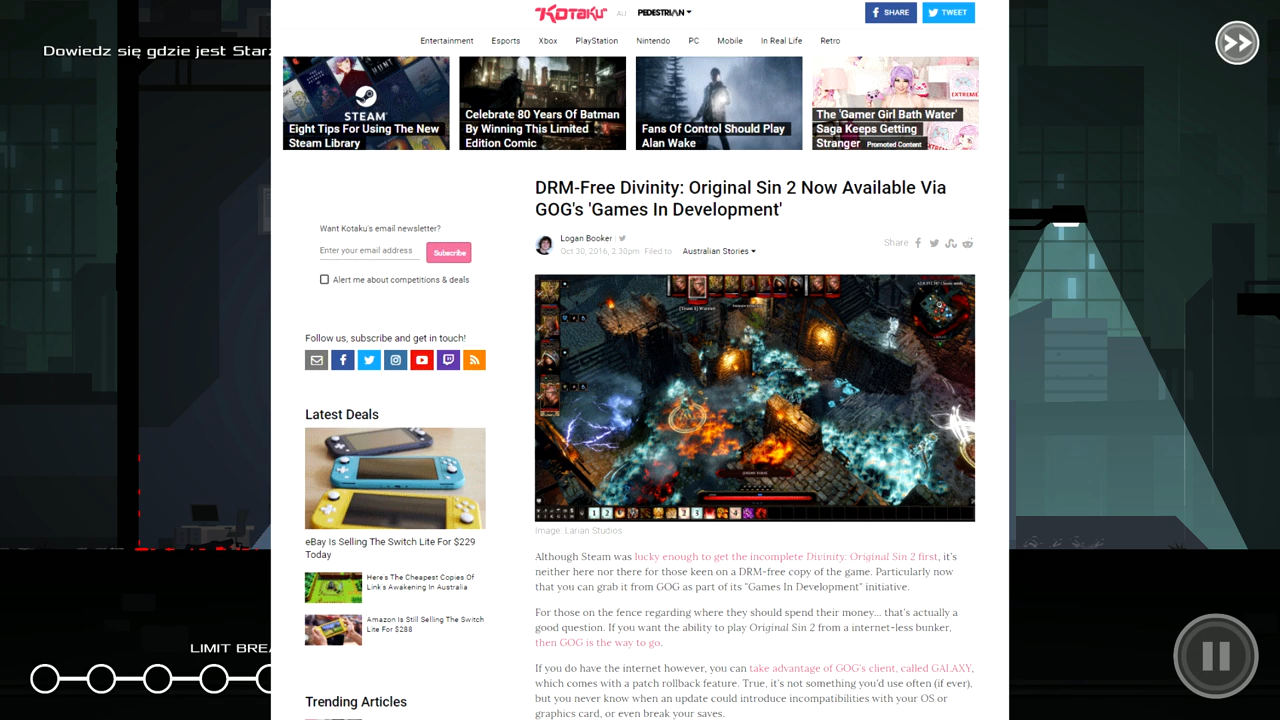 KOTAKU
AU
PEDESTRIAN
SHARE
TWEET
Dowiedz się gdzie jest Starz
Entertainment
Esports
Xbox
PlayStation
Nintendo
PC
Mobile
In Real Life
Retro
STEAM
Eight Tips For Using The New
Steam Library
Celebrate 80 Years Of Batman
By Winning This Limited
Edition Comic
Fans Of Control Should Play
Alan Wake
EXTREME
The 'Gamer Girl Bath Water'
Saga Keeps Getting
Stranger Promoted Content
DRM-Free Divinity: Original Sin 2 Now Available Via
GOG's 'Games In Development'
Logan Booker
Oct 30, 2016, 2:30pm Filed to Australian Stories
Share
Want Kotaku's email newsletter?
Enter your email address
Subscribe
Alert me about competitions & deals
Follow us, subscribe and get in touch!
Latest Deals
eBay Is Selling The Switch Lite For $229
Today
Here's The Cheapest Copies Of
Link's Awakening In Australia
Amazon Is Still Selling The Switch
Lite For $288
Trending Articles
Image: Larian Studios
Although Steam was lucky enough to get the incomplete Divinity: Original Sin 2 first, it's
neither here nor there for those keen on a DRM-free copy of the game. Particularly now
that you can grab it from GOG as part of its "Games In Development" initiative.
For those on the fence regarding where they should spend their money... that's actually a
good question. If you want the ability to play Original Sin 2 from a internet-less bunker,
then GOG is the way to go.
If you do have the internet however, you can take advantage of GOG's client, called GALAXY,
which comes with a patch rollback feature. True, it's not something you'd use often (if ever),
but you never know when an update could introduce incompatibilities with your OS or
graphics card, or even break your saves.
LIMIT BREA